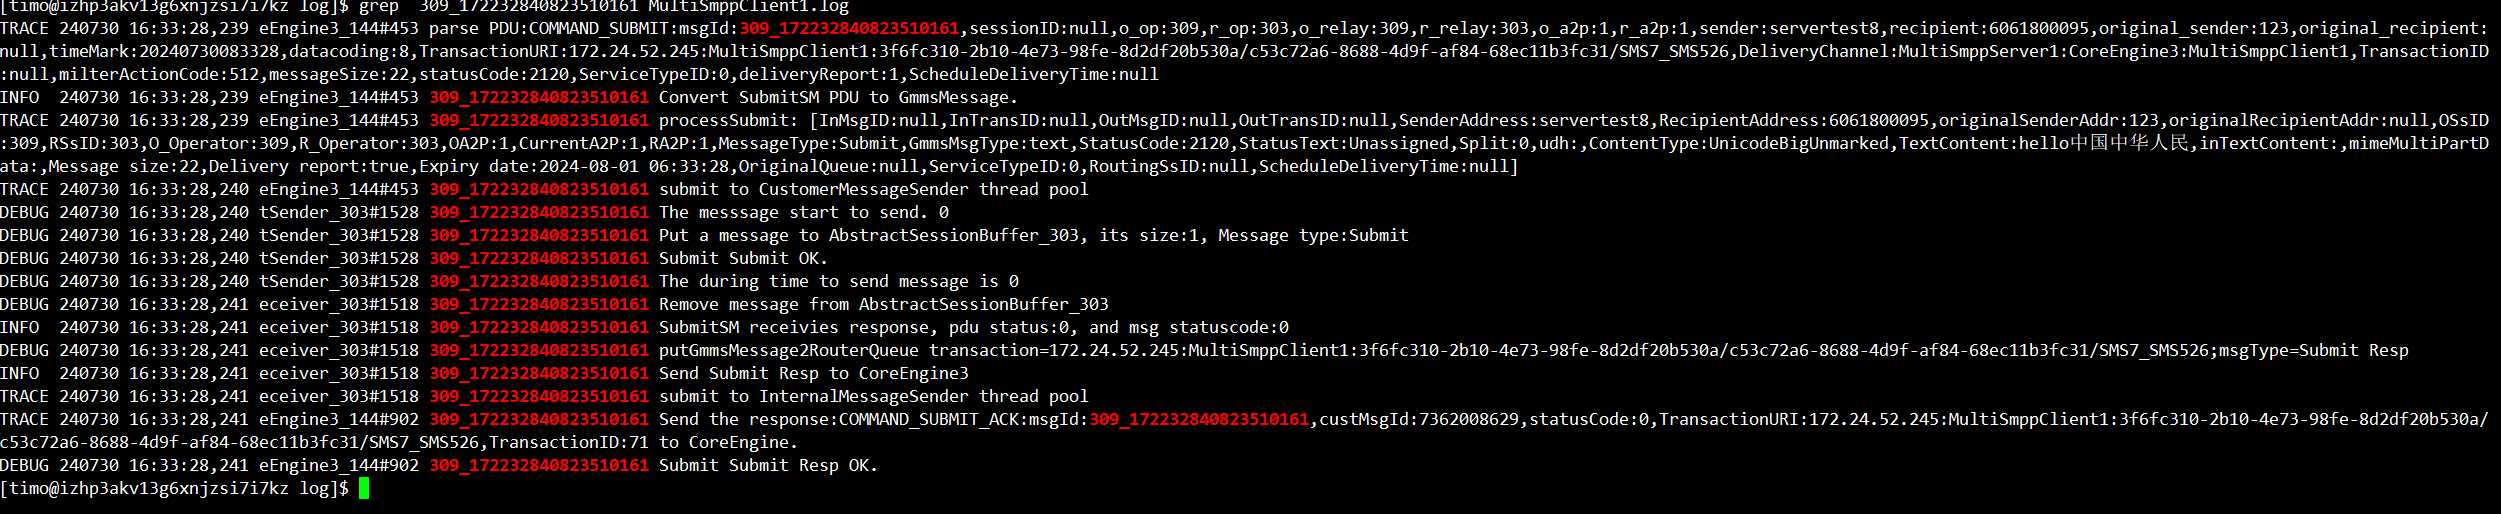 [timo@izhp3akv13g6xnjzsi7i7kz log]$ grep  309_172232840823510161 MultiSmppClient1.log
TRACE 240730 16:33:28,239 eEngine3_144#453 parse PDU:COMMAND_SUBMIT:msgId:309_172232840823510161,sessionID:null,o_op:309,r_op:303,o_relay:309,r_relay:303,o_a2p:1,r_a2p:1,sender:servertest8,recipient:6061800095,original_sender:123,original_recipient:
null,timeMark:20240730083328,datacoding:8,TransactionURI:172.24.52.245:MultiSmppClient1:3f6fc310-2b10-4e73-98fe-8d2df20b530a/c53c72a6-8688-4d9f-af84-68ec11b3fc31/SMS7_SMS526,DeliveryChannel:MultiSmppServer1:CoreEngine3:MultiSmppClient1,TransactionID
:null,milterActionCode:512,messageSize:22,statusCode:2120,ServiceTypeID:0,deliveryReport:1,ScheduleDeliveryTime:null
INFO  240730 16:33:28,239 eEngine3_144#453 309_172232840823510161 Convert SubmitSM PDU to GmmsMessage.
TRACE 240730 16:33:28,239 eEngine3_144#453 309_172232840823510161 processSubmit: [InMsgID:null,InTransID:null,OutMsgID:null,OutTransID:null,SenderAddress:servertest8,RecipientAddress:6061800095,originalSenderAddr:123,originalRecipientAddr:null,OSsID
:309,RSsID:303,O_Operator:309,R_Operator:303,OA2P:1,CurrentA2P:1,RA2P:1,MessageType:Submit,GmmsMsgType:text,StatusCode:2120,StatusText:Unassigned,Split:0,udh:,ContentType:UnicodeBigUnmarked,TextContent:hello中国中华人民,inTextContent:,mimeMultiPartD
ata:,Message size:22,Delivery report:true,Expiry date:2024-08-01 06:33:28,OriginalQueue:null,ServiceTypeID:0,RoutingSsID:null,ScheduleDeliveryTime:null]
TRACE 240730 16:33:28,240 eEngine3_144#453 309_172232840823510161 submit to CustomerMessageSender thread pool
DEBUG 240730 16:33:28,240 tSender_303#1528 309_172232840823510161 The messsage start to send. 0
DEBUG 240730 16:33:28,240 tSender_303#1528 309_172232840823510161 Put a message to AbstractSessionBuffer_303, its size:1, Message type:Submit
DEBUG 240730 16:33:28,240 tSender_303#1528 309_172232840823510161 Submit Submit OK.
DEBUG 240730 16:33:28,240 tSender_303#1528 309_172232840823510161 The during time to send message is 0
DEBUG 240730 16:33:28,241 eceiver_303#1518 309_172232840823510161 Remove message from AbstractSessionBuffer_303
INFO  240730 16:33:28,241 eceiver_303#1518 309_172232840823510161 SubmitSM receivies response, pdu status:0, and msg statuscode:0
DEBUG 240730 16:33:28,241 eceiver_303#1518 309_172232840823510161 putGmmsMessage2RouterQueue transaction=172.24.52.245:MultiSmppClient1:3f6fc310-2b10-4e73-98fe-8d2df20b530a/c53c72a6-8688-4d9f-af84-68ec11b3fc31/SMS7_SMS526;msgType=Submit Resp
INFO  240730 16:33:28,241 eceiver_303#1518 309_172232840823510161 Send Submit Resp to CoreEngine3
TRACE 240730 16:33:28,241 eceiver_303#1518 309_172232840823510161 submit to InternalMessageSender thread pool
TRACE 240730 16:33:28,241 eEngine3_144#902 309_172232840823510161 Send the response:COMMAND_SUBMIT_ACK:msgId:309_172232840823510161,custMsgId:7362008629,statusCode:0,TransactionURI:172.24.52.245:MultiSmppClient1:3f6fc310-2b10-4e73-98fe-8d2df20b530a/
c53c72a6-8688-4d9f-af84-68ec11b3fc31/SMS7_SMS526,TransactionID:71 to CoreEngine.
DEBUG 240730 16:33:28,241 eEngine3_144#902 309_172232840823510161 Submit Submit Resp OK.
[timo@izhp3akv13g6xnjzsi7i7kz log]$